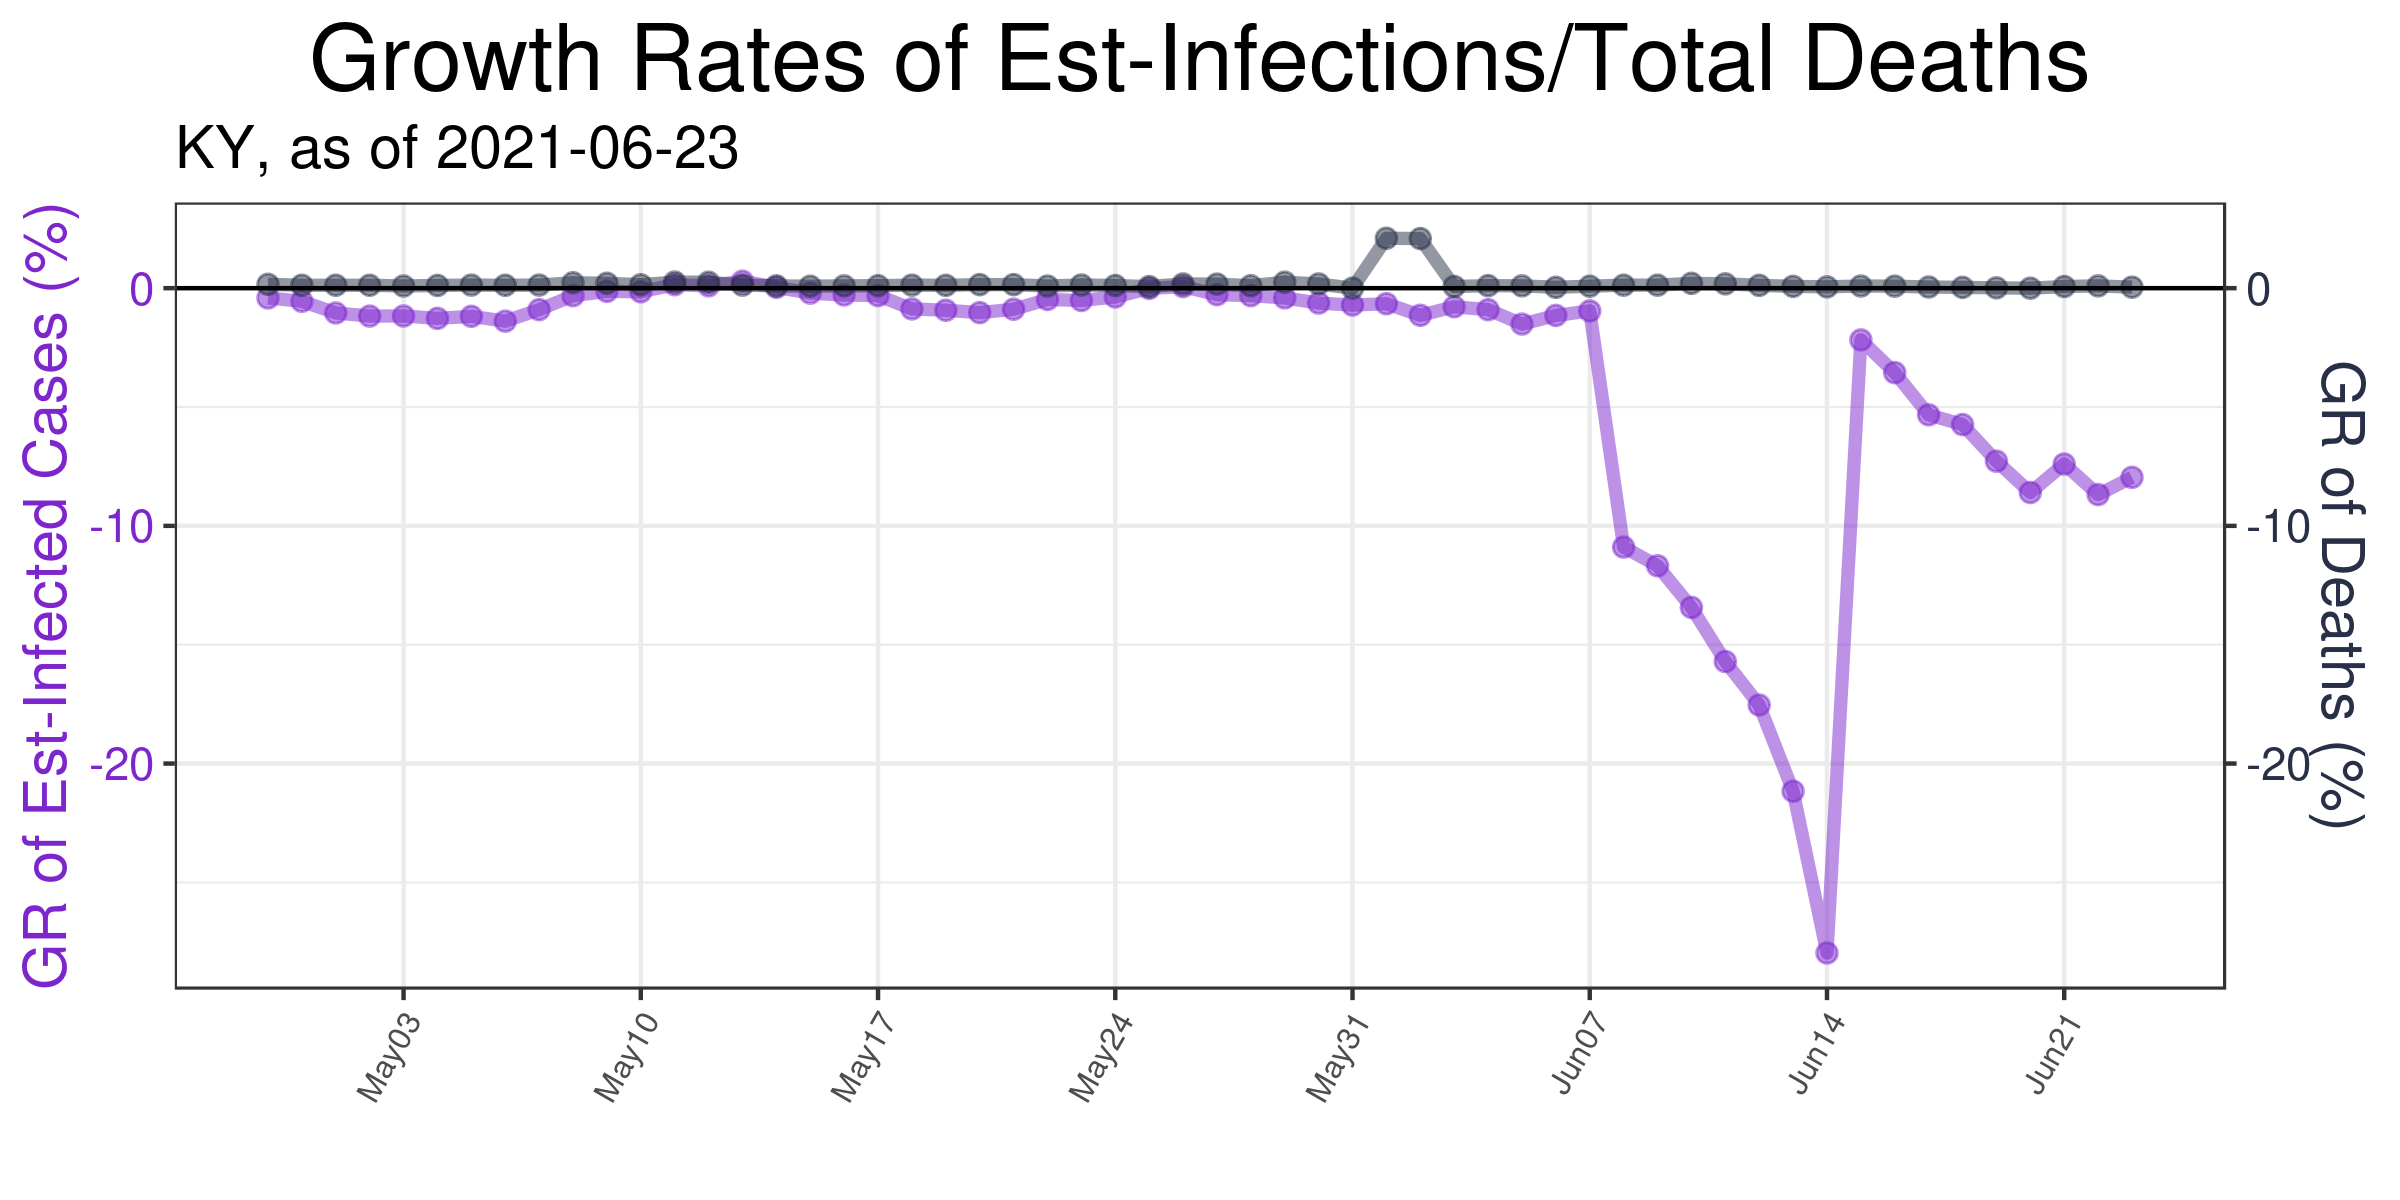 Growth Rates of Est-Infections/Total Deaths
KY, as of 2021-06-23
GR of Est-Infected Cases (%)
0
-10
-20
0
-10
-20
GR of Deaths (%)
May03
May10
May17
May24
May31
Jun07
Jun14
Jun21